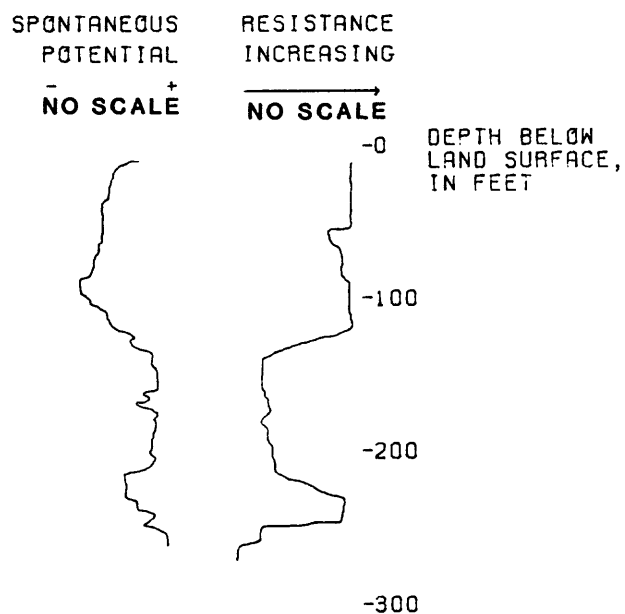 SPONTANEOUS POTENTIAL
- +
NO SCALE
RESISTANCE INCREASING
NO SCALE
-0
DEPTH BELOW
LAND SURFACE,
IN FEET
-100
-200
-300